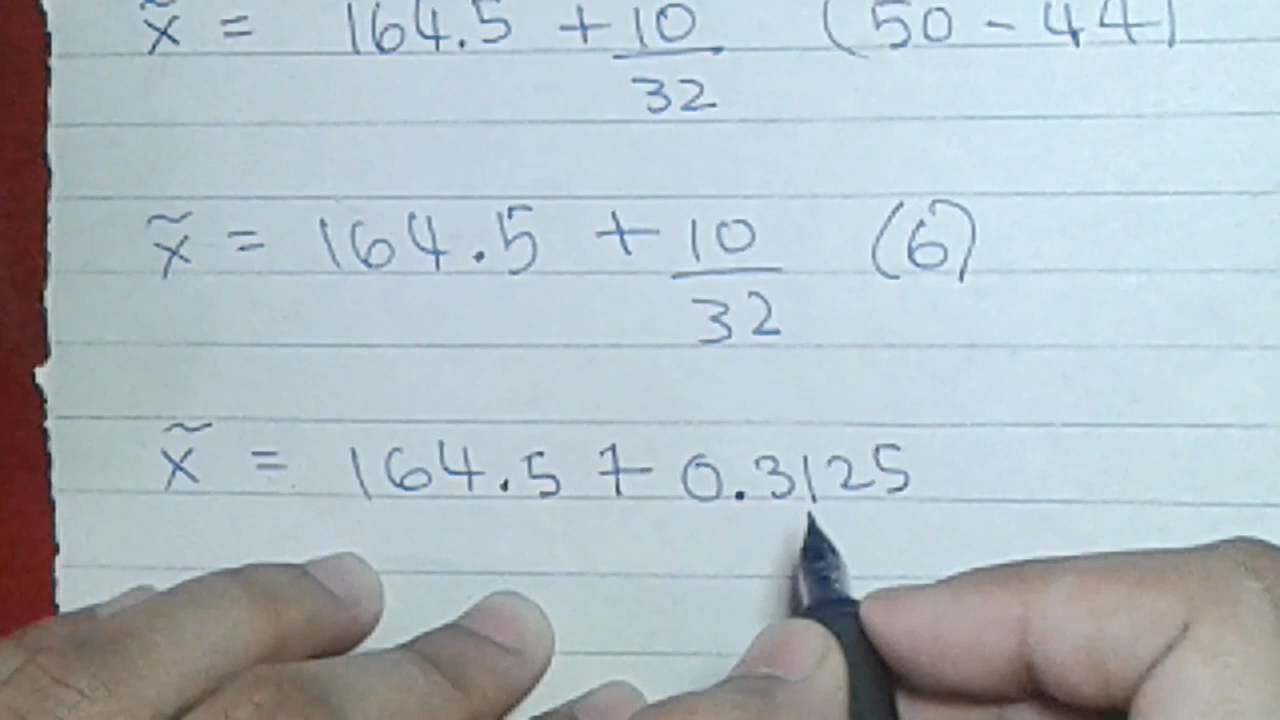 x̃ = 164.5 + 10/32 (50 - 44)
x̃ = 164.5 + 10/32 (6)
x̃ = 164.5 + 0.3125